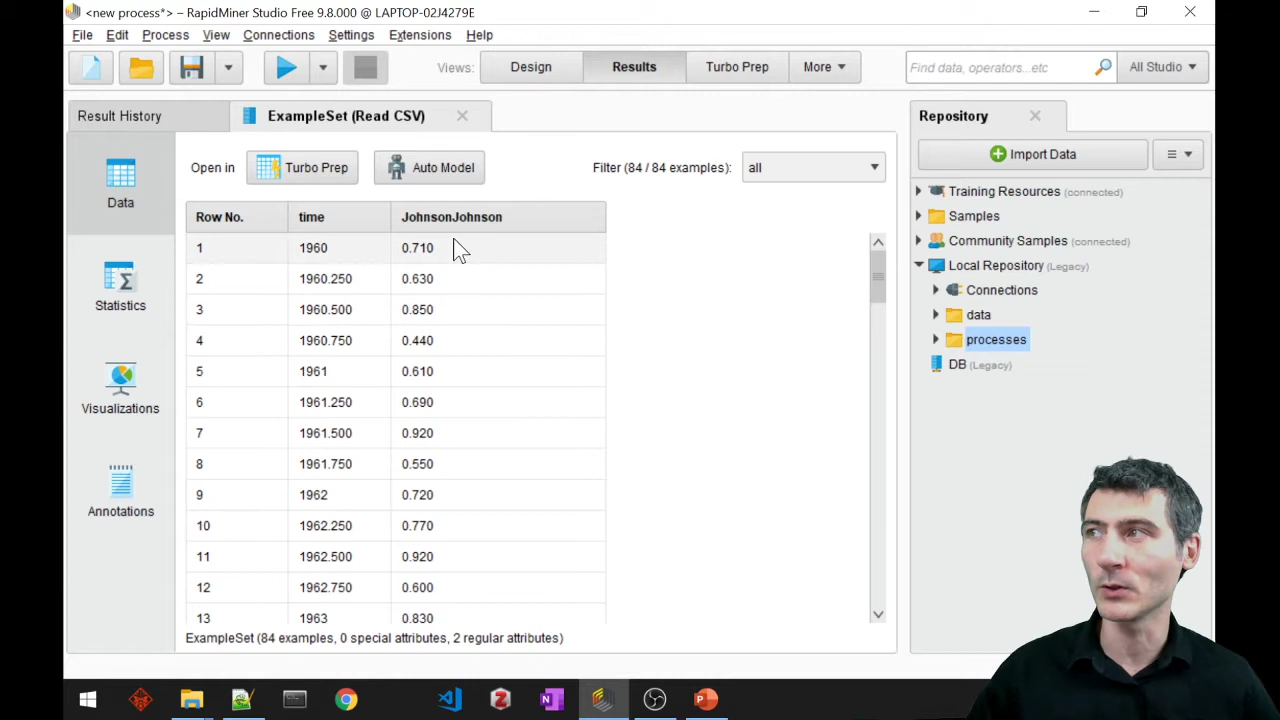 <new process*> – RapidMiner Studio Free 9.8.000 @ LAPTOP-02J4279E
File Edit Process View Connections Settings Extensions Help
Views: Design Results Turbo Prep More Find data, operators...etc All Studio
Result History ExampleSet (Read CSV) Repository
Open in Turbo Prep Auto Model Filter (84 / 84 examples): all Import Data
Data
Statistics
Visualizations
Annotations
Row No. time JohnsonJohnson
1 1960 0.710
2 1960.250 0.630
3 1960.500 0.850
4 1960.750 0.440
5 1961 0.610
6 1961.250 0.690
7 1961.500 0.920
8 1961.750 0.550
9 1962 0.720
10 1962.250 0.770
11 1962.500 0.920
12 1962.750 0.600
13 1963 0.830
ExampleSet (84 examples, 0 special attributes, 2 regular attributes)
Training Resources (connected)
Samples
Community Samples (connected)
Local Repository (Legacy)
Connections
data
processes
DB (Legacy)